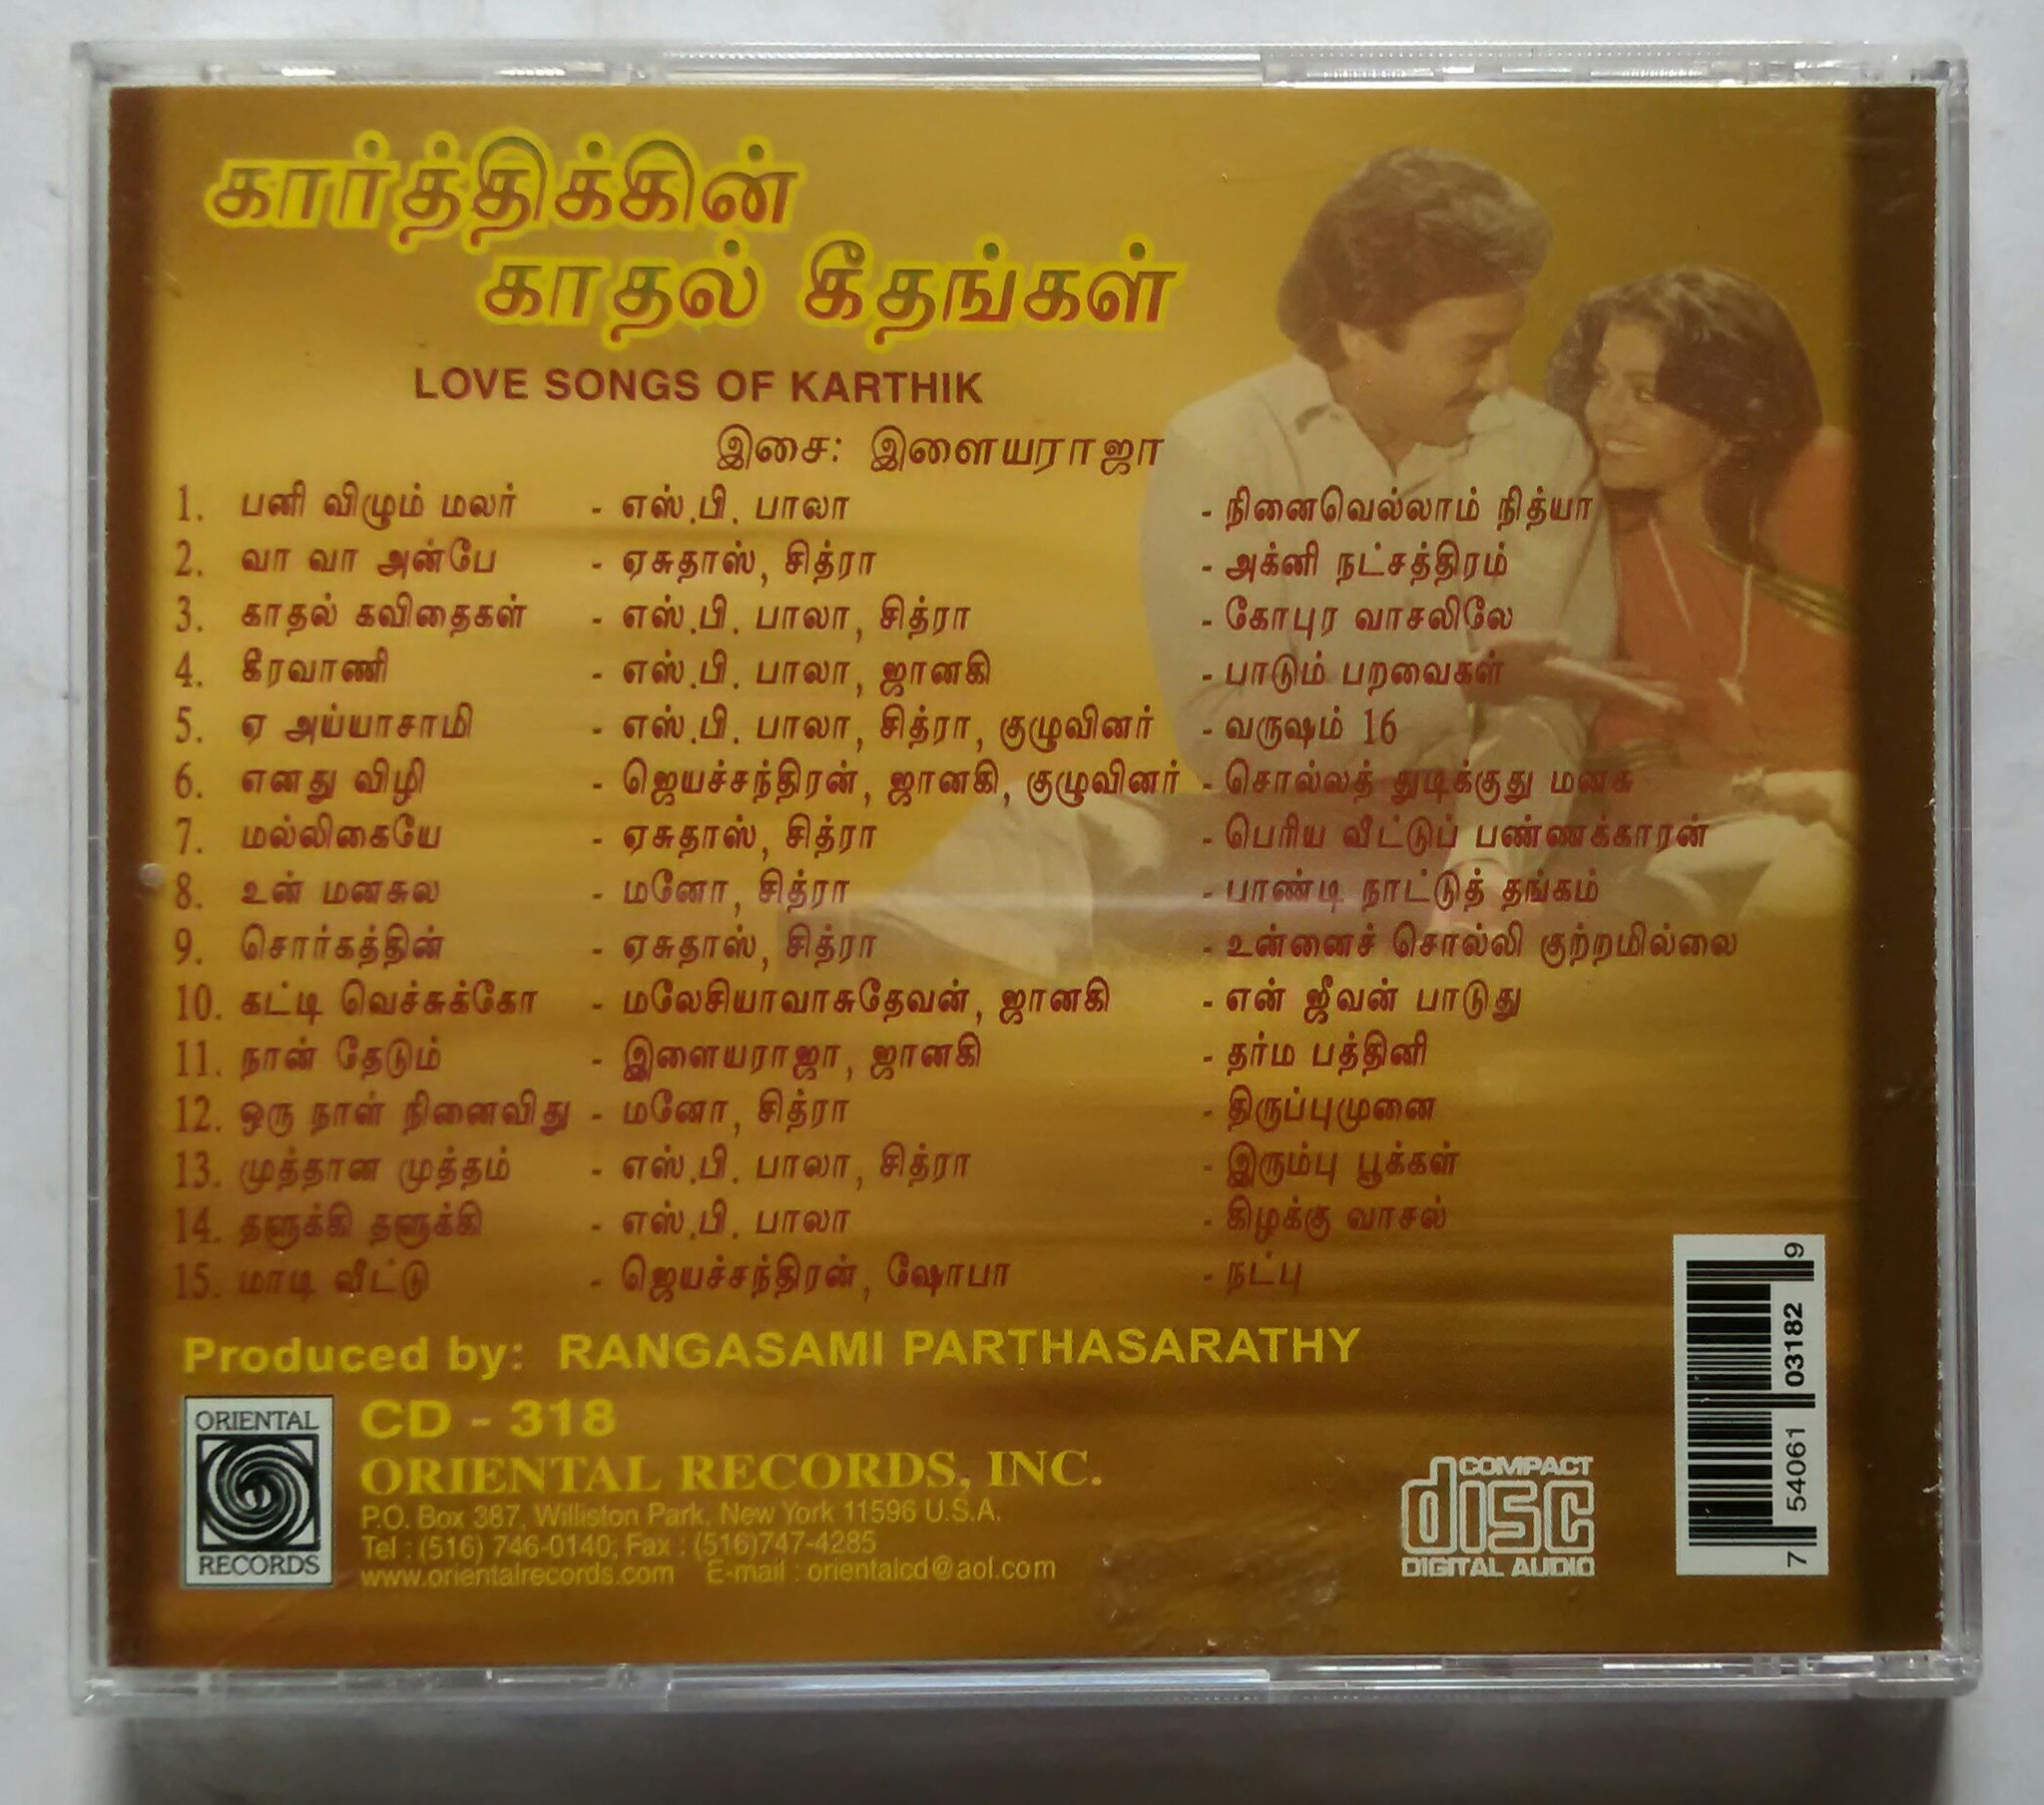 கார்த்திக்கின்
காதல் கீதங்கள்
LOVE SONGS OF KARTHIK
இசை: இளையராஜா
1. பனி விழும் மலர் - எஸ்.பி. பாலா - நினைவெல்லாம் நித்யா
2. வா வா அன்பே - ஏசுதாஸ், சித்ரா - அக்னி நட்சத்திரம்
3. காதல் கவிதைகள் - எஸ்.பி. பாலா, சித்ரா - கோபுர வாசலிலே
4. கீரவாணி - எஸ்.பி. பாலா, ஜானகி - பாடும் பறவைகள்
5. ஏ அய்யாசாமி - எஸ்.பி. பாலா, சித்ரா, குழுவினர் - வருஷம் 16
6. எனது விழி - ஜெயச்சந்திரன், ஜானகி, குழுவினர் - சொல்லத் துடிக்குது மனசு
7. மல்லிகையே - ஏசுதாஸ், சித்ரா - பெரிய வீட்டுப் பண்ணக்காரன்
8. உன் மனசுல - மனோ, சித்ரா - பாண்டி நாட்டுத் தங்கம்
9. சொர்கத்தின் - ஏசுதாஸ், சித்ரா - உன்னைச் சொல்லி குற்றமில்லை
10. கட்டி வெச்சுக்கோ - மலேசியாவாசுதேவன், ஜானகி - என் ஜீவன் பாடுது
11. நான் தேடும் - இளையராஜா, ஜானகி - தர்ம பத்தினி
12. ஒரு நாள் நினைவிது - மனோ, சித்ரா - திருப்புமுனை
13. முத்தான முத்தம் - எஸ்.பி. பாலா, சித்ரா - இரும்பு பூக்கள்
14. தளுக்கி தளுக்கி - எஸ்.பி. பாலா - கிழக்கு வாசல்
15. மாடி வீட்டு - ஜெயச்சந்திரன், ஷோபா - நட்பு
Produced by: RANGASAMI PARTHASARATHY
ORIENTAL
RECORDS
CD - 318
ORIENTAL RECORDS, INC.
P.O. Box 387, Williston Park, New York 11596 U.S.A.
Tel : (516) 746-0140; Fax : (516)747-4285
www.orientalrecords.com E-mail : orientalcd@aol.com
COMPACT
disc
DIGITAL AUDIO
7 54061 03182 9